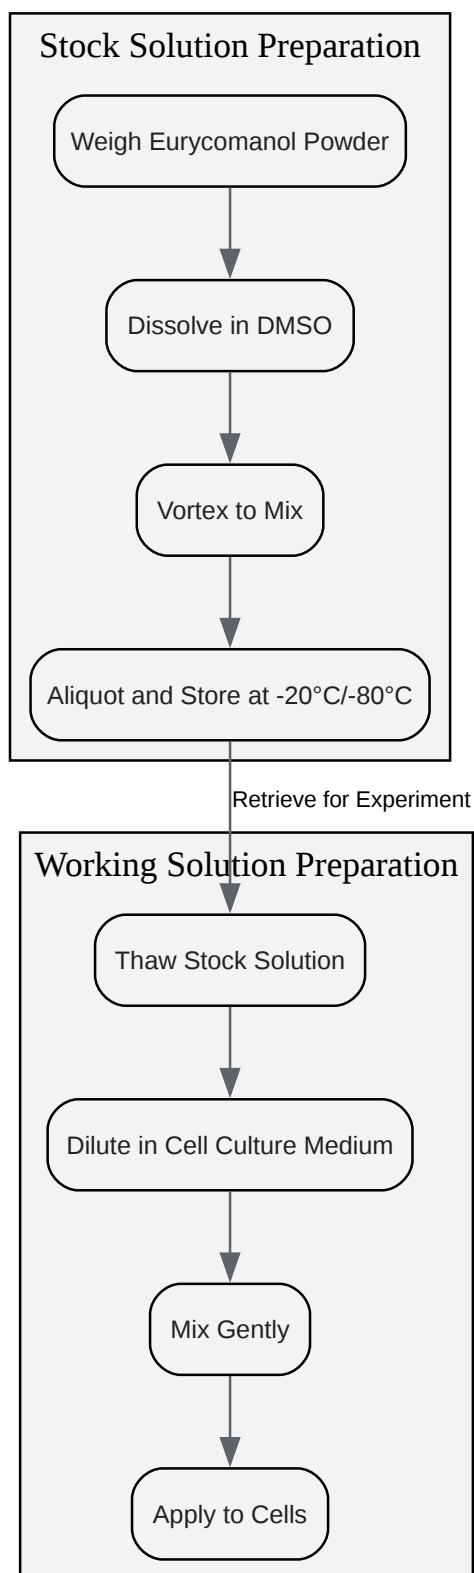 Stock Solution Preparation
Weigh Eurycomanol Powder
Dissolve in DMSO
Vortex to Mix
Aliquot and Store at -20°C/-80°C
Retrieve for Experiment
Working Solution Preparation
Thaw Stock Solution
Dilute in Cell Culture Medium
Mix Gently
Apply to Cells